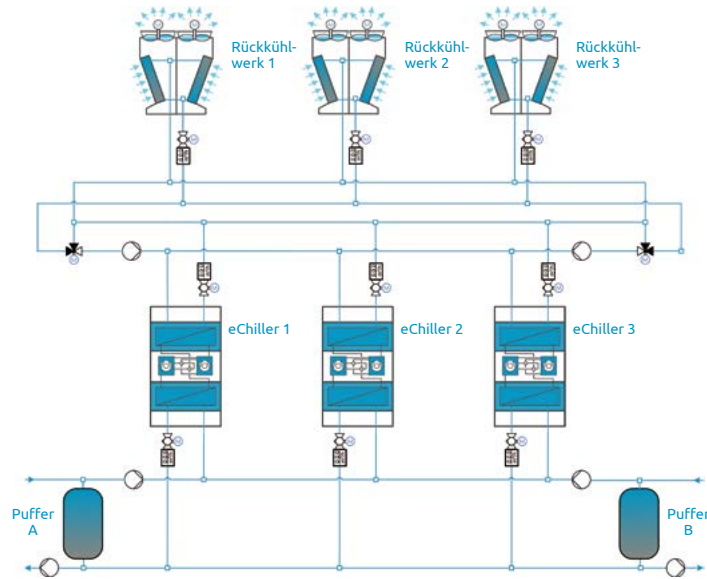 Rückkühl-
werk 1
Rückkühl-
werk 2
Rückkühl-
werk 3
eChiller 1
eChiller 2
eChiller 3
Puffer
A
Puffer
B